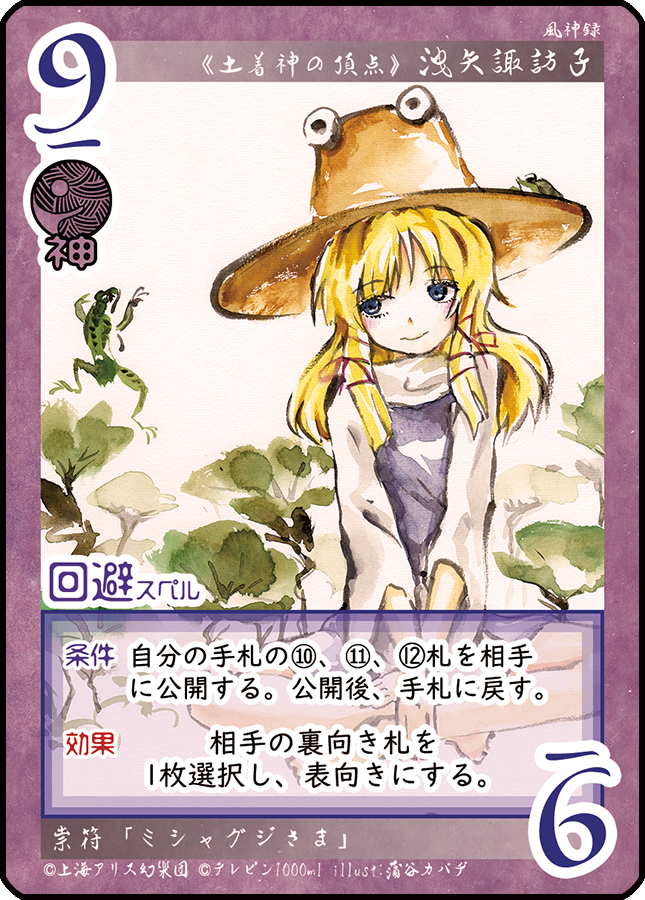 風神録
9
《土着神の頂点》 洩矢諏訪子
神
回避スペル
条件 自分の手札の⑩、⑪、⑫札を相手
に公開する。公開後、手札に戻す。
効果 相手の裏向き札を
1枚選択し、表向きにする。
9
祟符「ミシャグジさま」
©上海アリス幻樂団 ©テレピン1000ml illust:蒲谷カバヂ